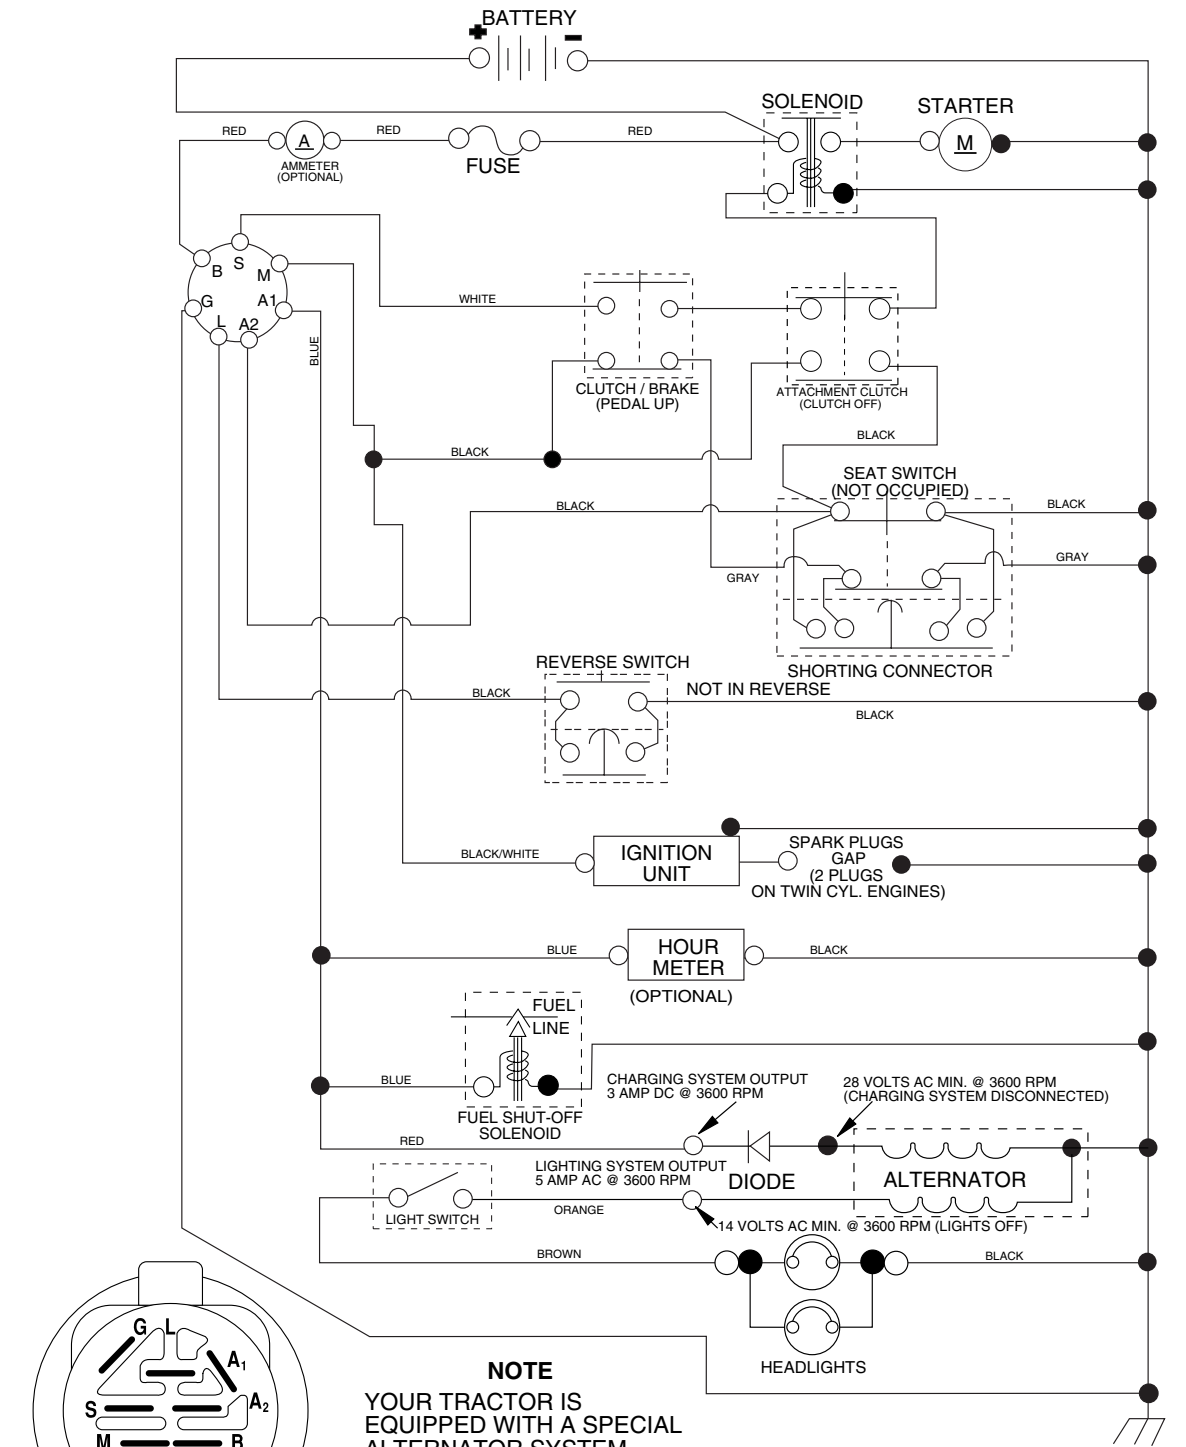 BATTERY
SOLENOID
STARTER
RED
A
RED
RED
M
AMMETER
(OPTIONAL)
FUSE
B
S
M
G
A1
L
A2
BLUE
WHITE
CLUTCH / BRAKE
(PEDAL UP)
ATTACHMENT CLUTCH
(CLUTCH OFF)
BLACK
BLACK
SEAT SWITCH
(NOT OCCUPIED)
BLACK
BLACK
GRAY
GRAY
SHORTING CONNECTOR
REVERSE SWITCH
NOT IN REVERSE
BLACK
BLACK
BLACK/WHITE
IGNITION
UNIT
SPARK PLUGS
GAP
(2 PLUGS
ON TWIN CYL. ENGINES)
BLUE
HOUR
METER
BLACK
(OPTIONAL)
FUEL
LINE
BLUE
FUEL SHUT-OFF
SOLENOID
CHARGING SYSTEM OUTPUT
3 AMP DC @ 3600 RPM
28 VOLTS AC MIN. @ 3600 RPM
(CHARGING SYSTEM DISCONNECTED)
RED
LIGHTING SYSTEM OUTPUT
5 AMP AC @ 3600 RPM
DIODE
ALTERNATOR
LIGHT SWITCH
ORANGE
14 VOLTS AC MIN. @ 3600 RPM (LIGHTS OFF)
BROWN
BLACK
HEADLIGHTS
G
L
A1
A2
S
M
B
NOTE
YOUR TRACTOR IS
EQUIPPED WITH A SPECIAL
ALTERNATOR SYSTEM